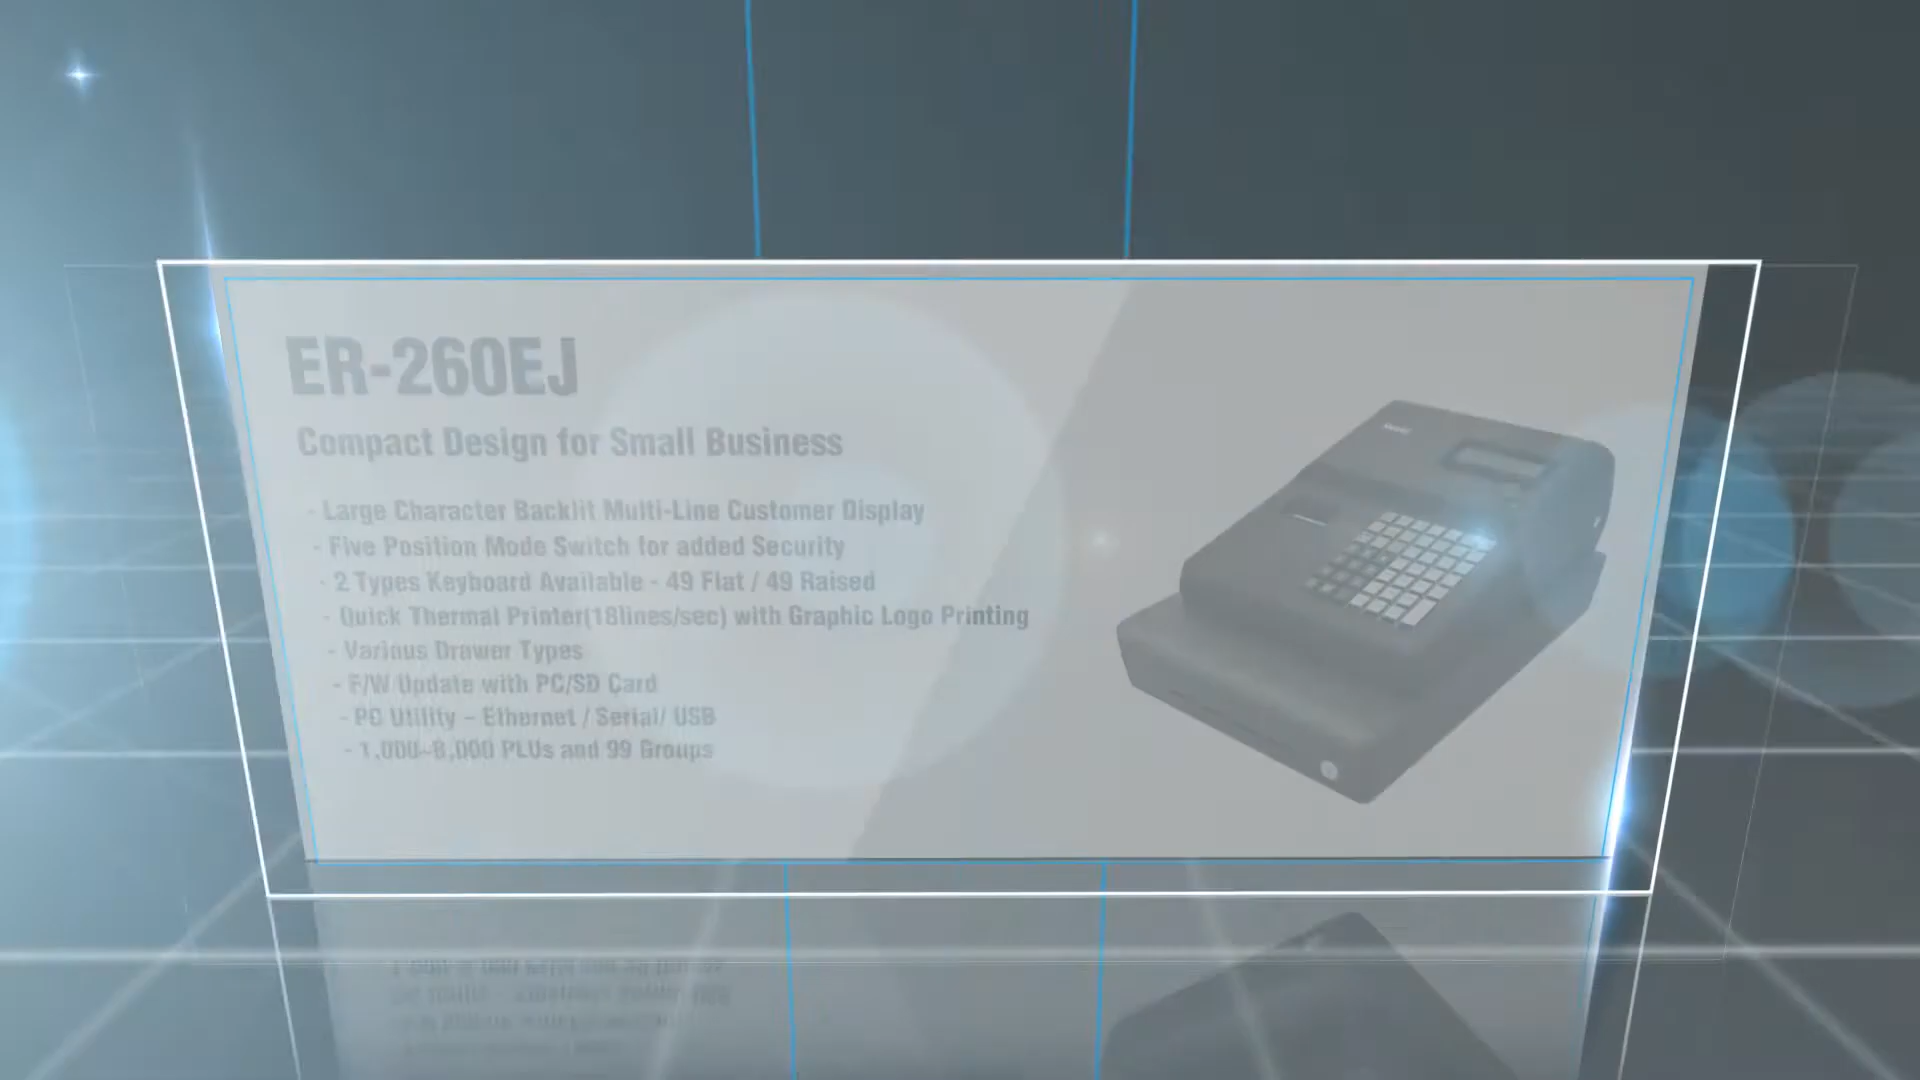 ER-260EJ
Compact Design for Small Business
- Large Character Backlit Multi-Line Customer Display
- Five Position Mode Switch for added Security
- 2 Types Keyboard Available - 49 Flat / 49 Raised
- Quick Thermal Printer(18lines/sec) with Graphic Logo Printing
- Various Drawer Types
- F/W Update with PC/SD Card
- PC Utility – Ethernet / Serial/ USB
- 1,000~8,000 PLUs and 99 Groups